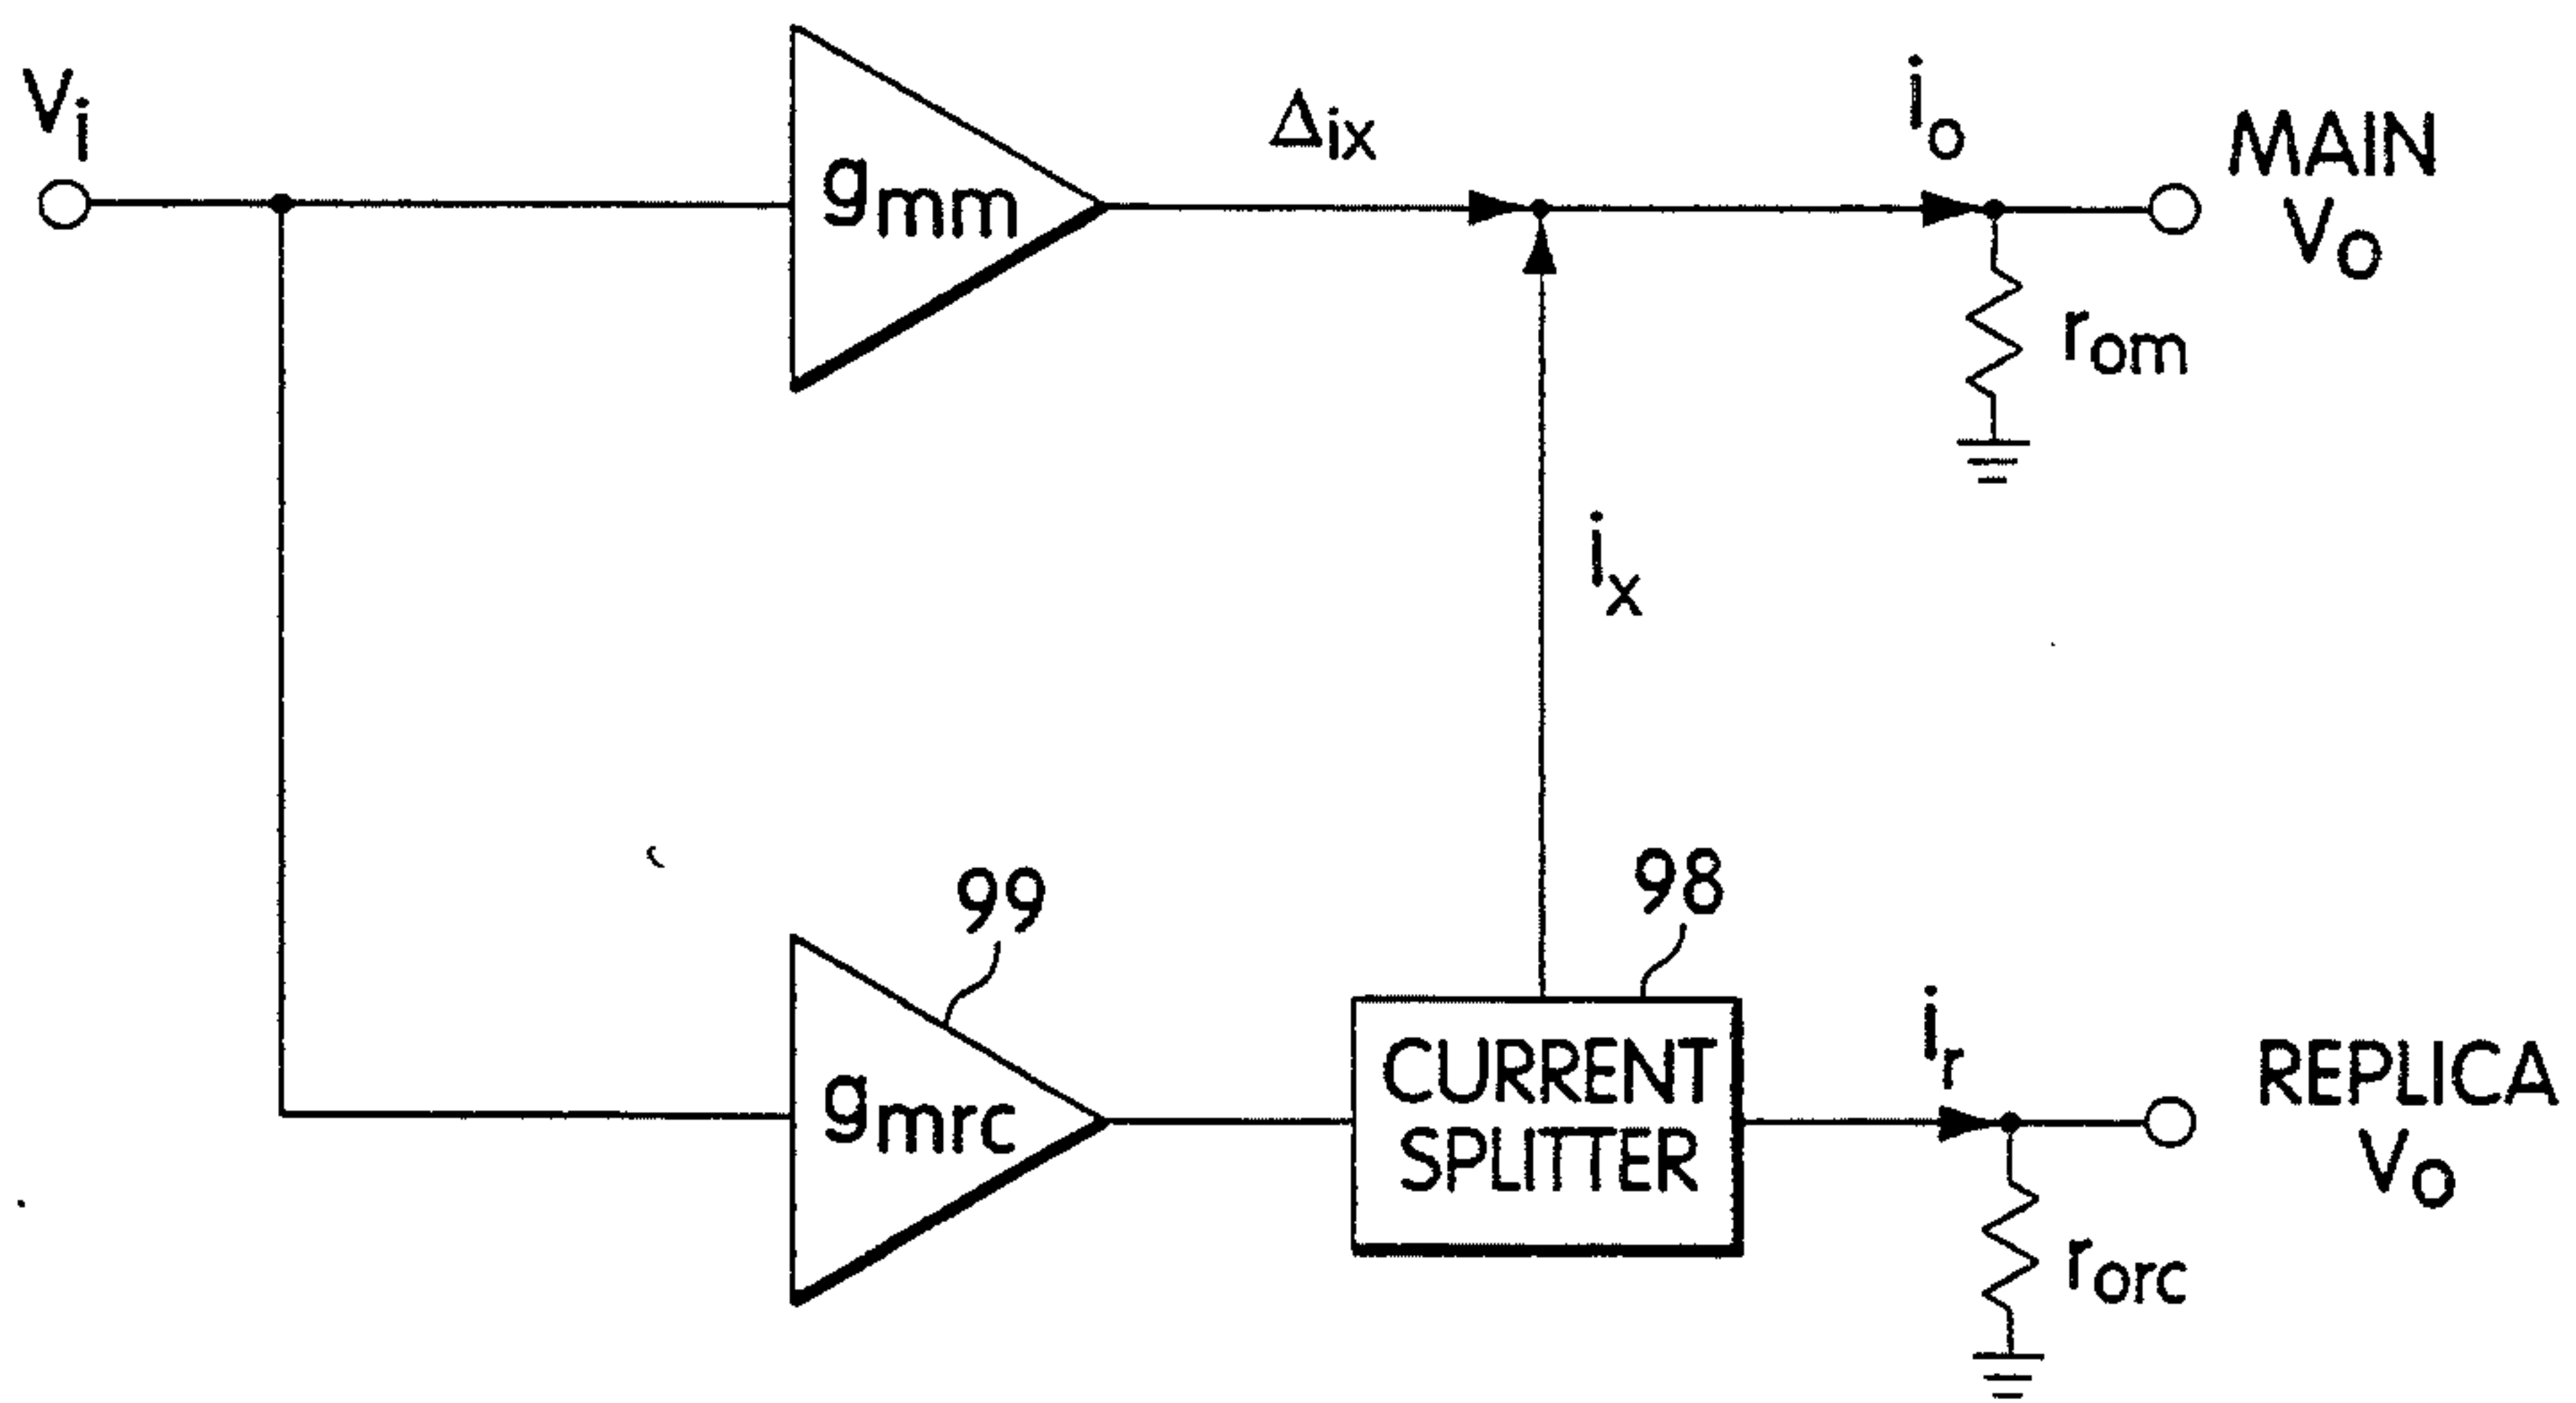 Vi
gmm
Δix
io
MAIN
Vo
rom
ix
99
98
gmrc
CURRENT
SPLITTER
ir
REPLICA
Vo
rorc